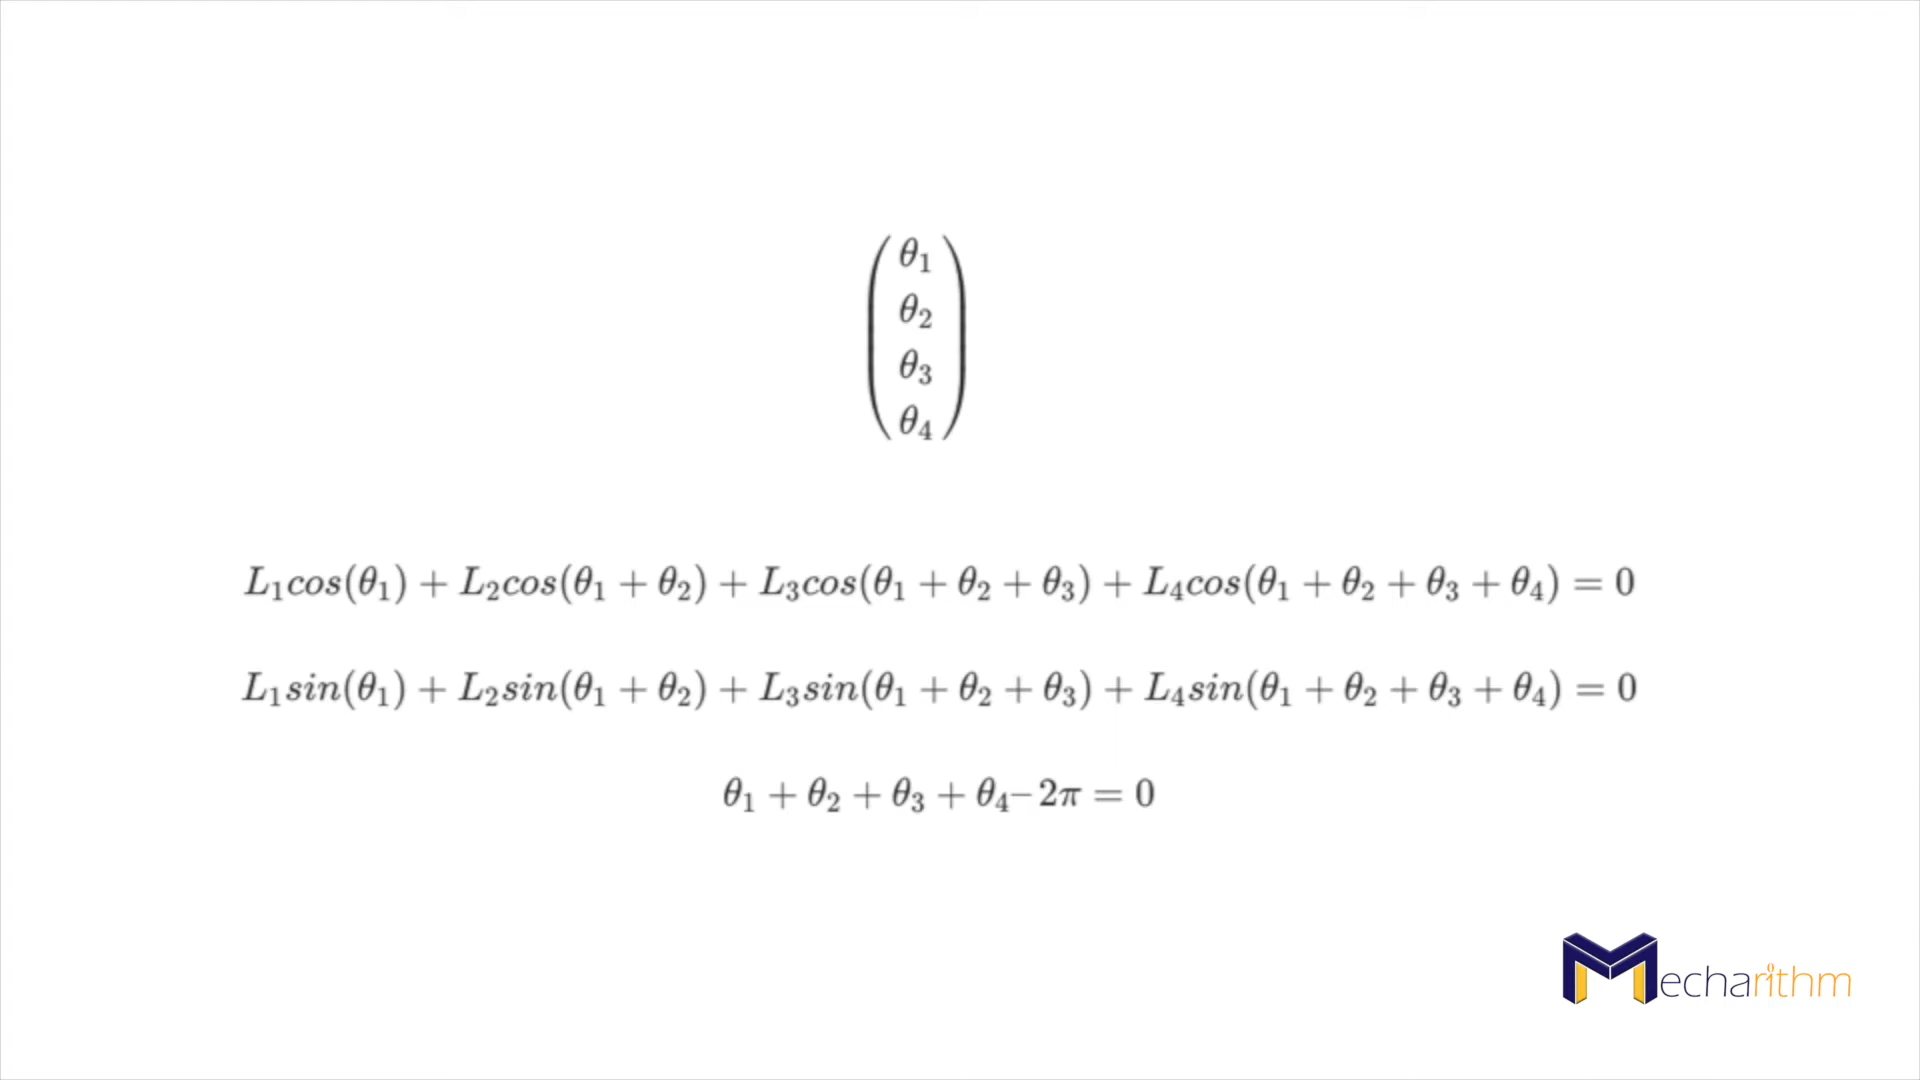 θ₁
θ₂
θ₃
θ₄
L₁cos(θ₁) + L₂cos(θ₁ + θ₂) + L₃cos(θ₁ + θ₂ + θ₃) + L₄cos(θ₁ + θ₂ + θ₃ + θ₄) = 0
L₁sin(θ₁) + L₂sin(θ₁ + θ₂) + L₃sin(θ₁ + θ₂ + θ₃) + L₄sin(θ₁ + θ₂ + θ₃ + θ₄) = 0
θ₁ + θ₂ + θ₃ + θ₄– 2π = 0
Mecharithm